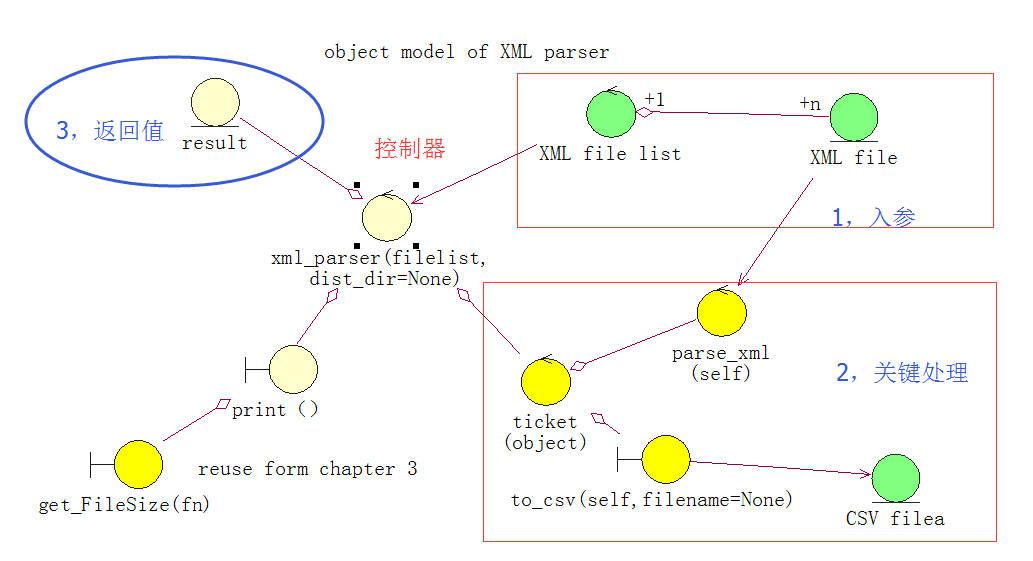 object model of XML parser
3，返回值
result
控制器
+1
+n
XML file list
XML file
1，入参
xml_parser(filelist,
dist_dir=None)
parse_xml
(self)
2，关键处理
print（）
ticket
(object)
reuse form chapter 3
get_FileSize(fn)
to_csv(self,filename=None)
CSV filea